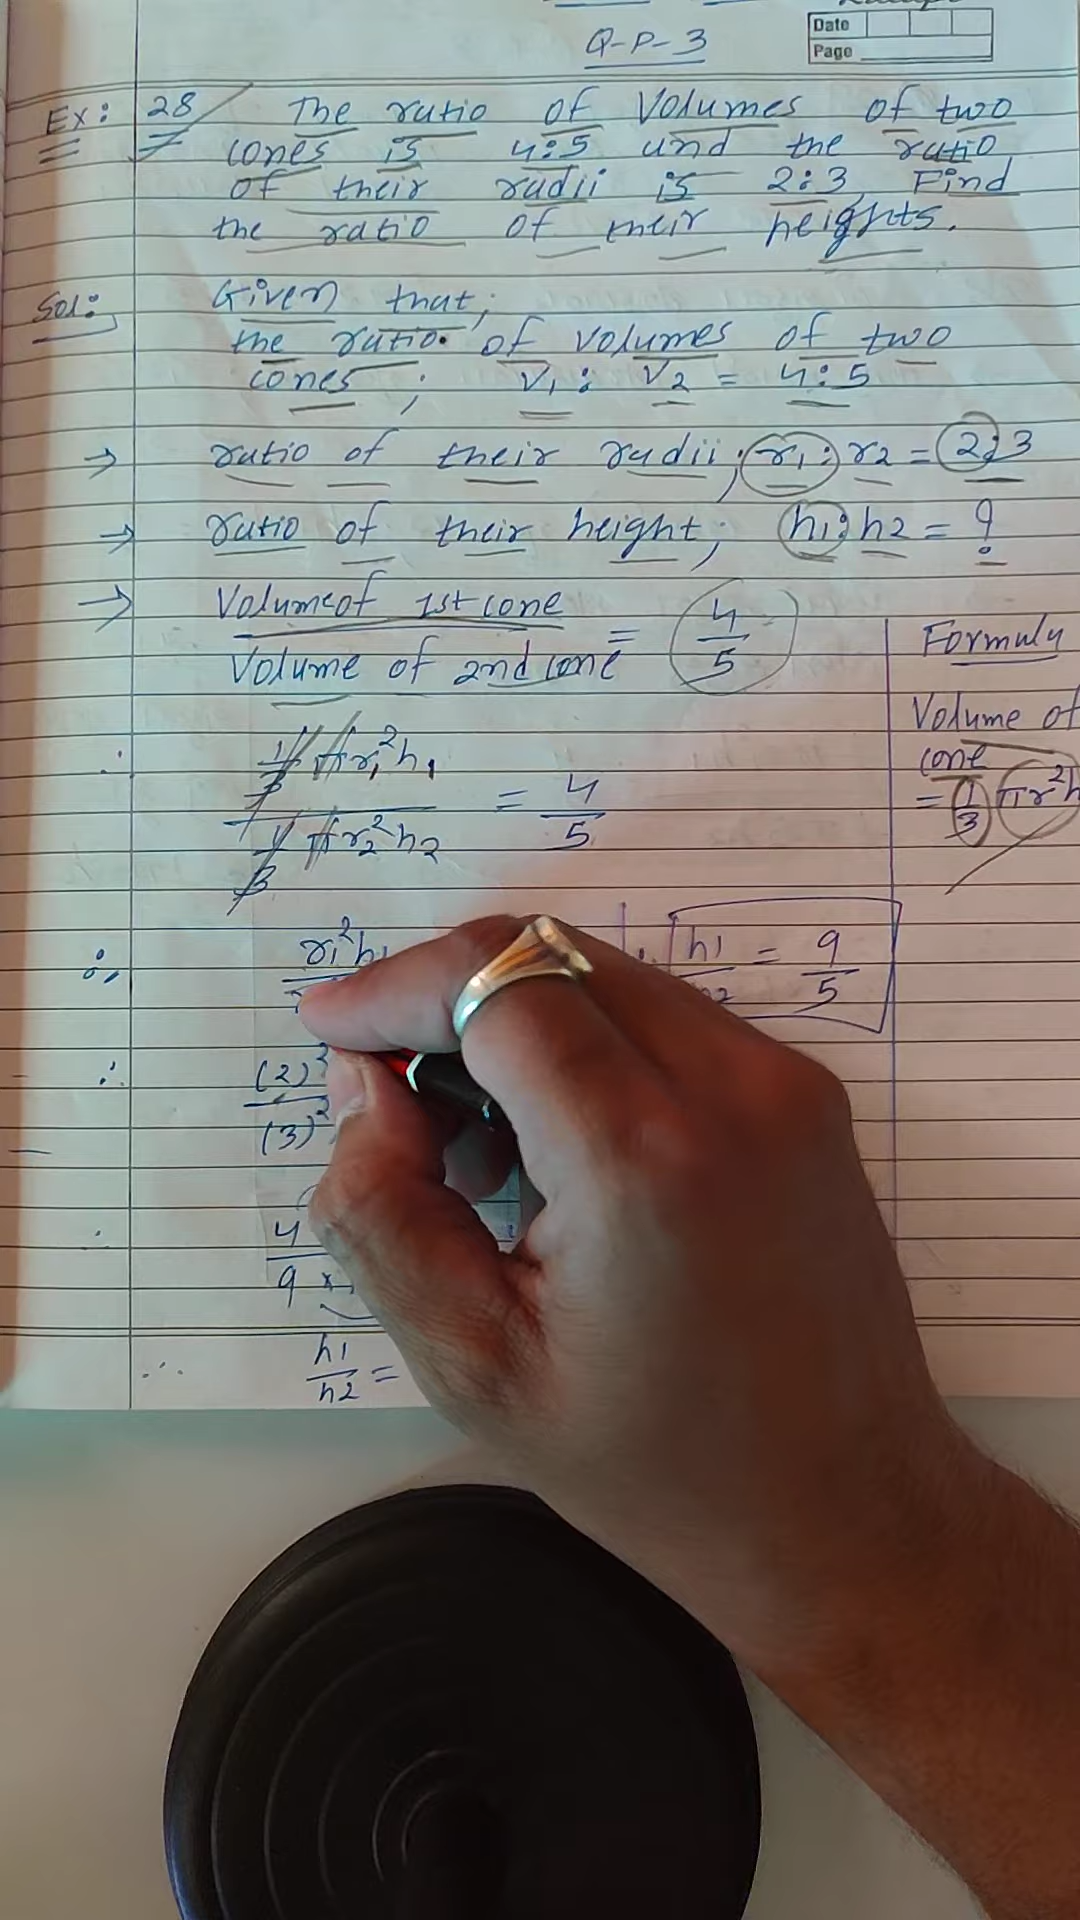 Q-P-3
Date
Page
Ex: 28 The ratio of Volumes of two
cones is 4:5 and the ratio
of their radii is 2:3. Find
the ratio of their heights.
Sol: Given that;
the ratio of volumes of two
cones; V1 : V2 = 4:5
→ ratio of their radii; r1 : r2 = 2:3
→ ratio of their height; h1 : h2 = ?
→ Volume of 1st cone / Volume of 2nd cone = 4/5
Formula
Volume of
cone
= 1/3 πr²h
∴ 1/3 πr1²h1 / 1/3 πr2²h2 = 4/5
∴ r1²h1
∴ h1/h2 = 9/5
∴ (2)²/(3)²
∴ 4/9 ×
∴ h1/h2 =